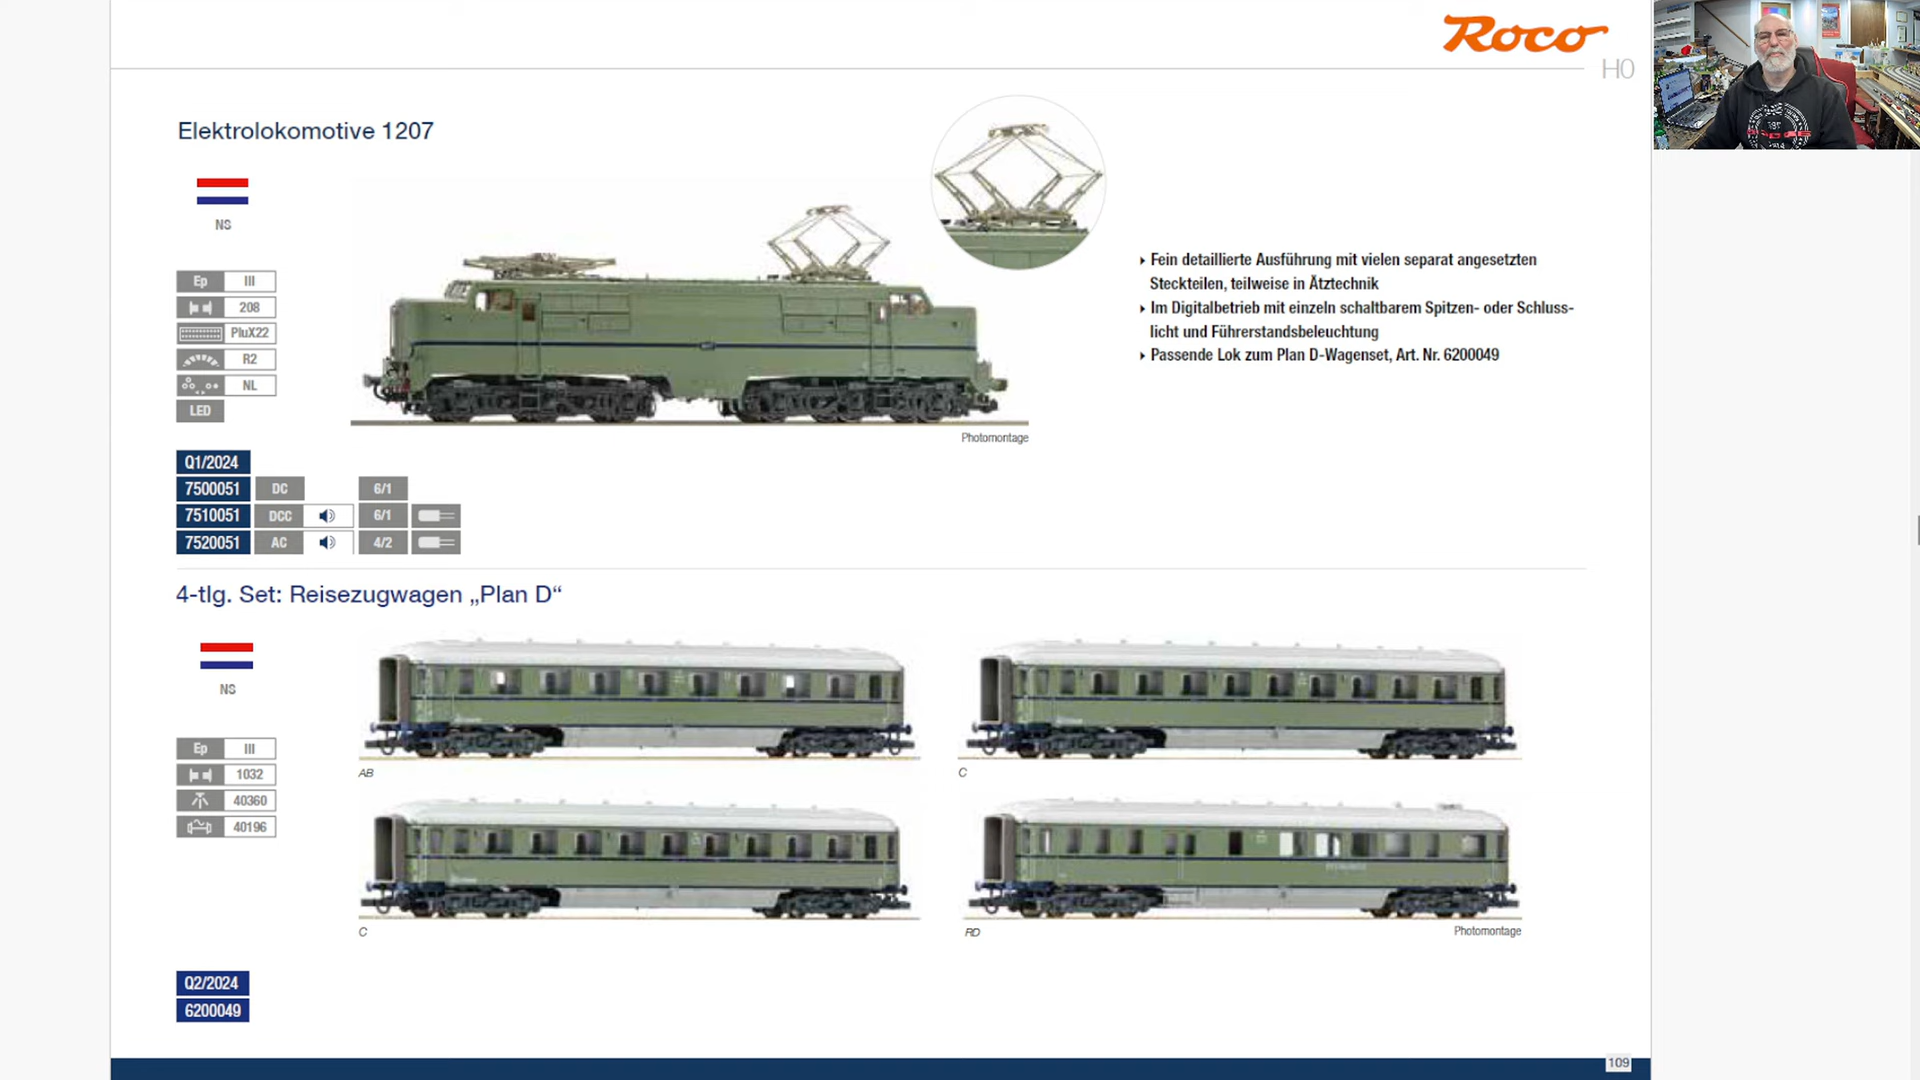 Roco
H0
Elektrolokomotive 1207
NS
Ep III
208
PluX22
R2
NL
LED
▸ Fein detaillierte Ausführung mit vielen separat angesetzten
Steckteilen, teilweise in Ätztechnik
▸ Im Digitalbetrieb mit einzeln schaltbarem Spitzen- oder Schluss-
licht und Führerstandsbeleuchtung
▸ Passende Lok zum Plan D-Wagenset, Art. Nr. 6200049
Photomontage
Q1/2024
7500051 DC 6/1
7510051 DCC 6/1
7520051 AC 4/2
4-tlg. Set: Reisezugwagen „Plan D“
NS
Ep III
1032
40360
40196
AB
C
C
RD
Photomontage
Q2/2024
6200049
109